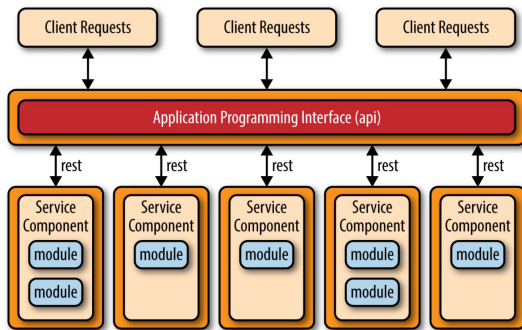 Client Requests
Client Requests
Client Requests
Application Programming Interface (api)
rest
rest
rest
rest
rest
Service
Component
module
module
Service
Component
module
Service
Component
module
Service
Component
module
module
Service
Component
module